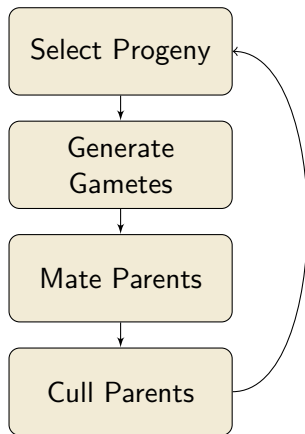 Select Progeny
Generate
Gametes
Mate Parents
Cull Parents